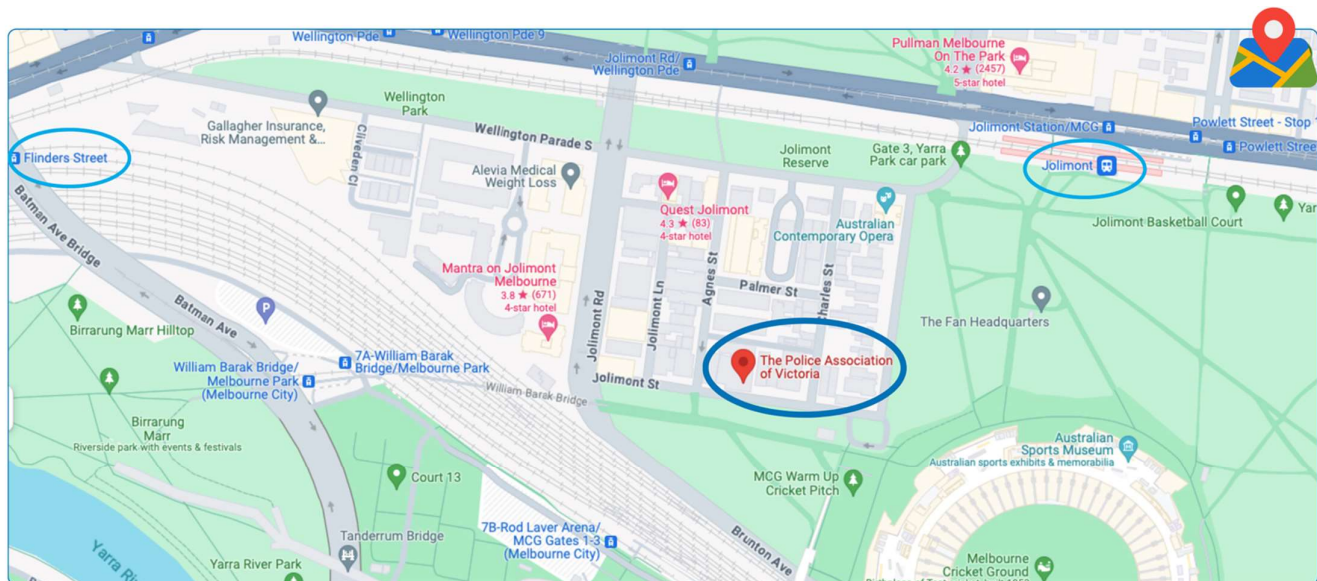 Wellington Pde
Wellington Pde 9
Jolimont Rd/
Wellington Pde
Pullman Melbourne
On The Park
4.2 ★ (2457)
5-star hotel
Wellington
Park
Gallagher Insurance,
Risk Management &...
Cliveden Cl
Wellington Parade S
Jolimont
Reserve
Gate 3, Yarra
Park car park
Jolimont Station/MCG
Powlett Street - Stop 1
Powlett Stree
Flinders Street
Jolimont
Alevia Medical
Weight Loss
Quest Jolimont
4.3 ★ (83)
4-star hotel
Australian
Contemporary Opera
Jolimont Basketball Court
Yar
Batman Ave Bridge
Batman Ave
Mantra on Jolimont
Melbourne
3.8 ★ (671)
4-star hotel
Jolimont Rd
Jolimont Ln
Agnes St
Palmer St
Charles St
The Fan Headquarters
P
Birrarung Marr Hilltop
William Barak Bridge/
Melbourne Park
(Melbourne City)
7A-William Barak
Bridge/Melbourne Park
William Barak Bridge
Jolimont St
The Police Association
of Victoria
Birrarung
Marr
Riverside park with events & festivals
Court 13
MCG Warm Up
Cricket Pitch
Australian
Sports Museum
Australian sports exhibits & memorabilia
7B-Rod Laver Arena/
MCG Gates 1-3
(Melbourne City)
Brunton Ave
Tanderrum Bridge
Yarra River Park
Yarra Ri
Melbourne
Cricket Ground